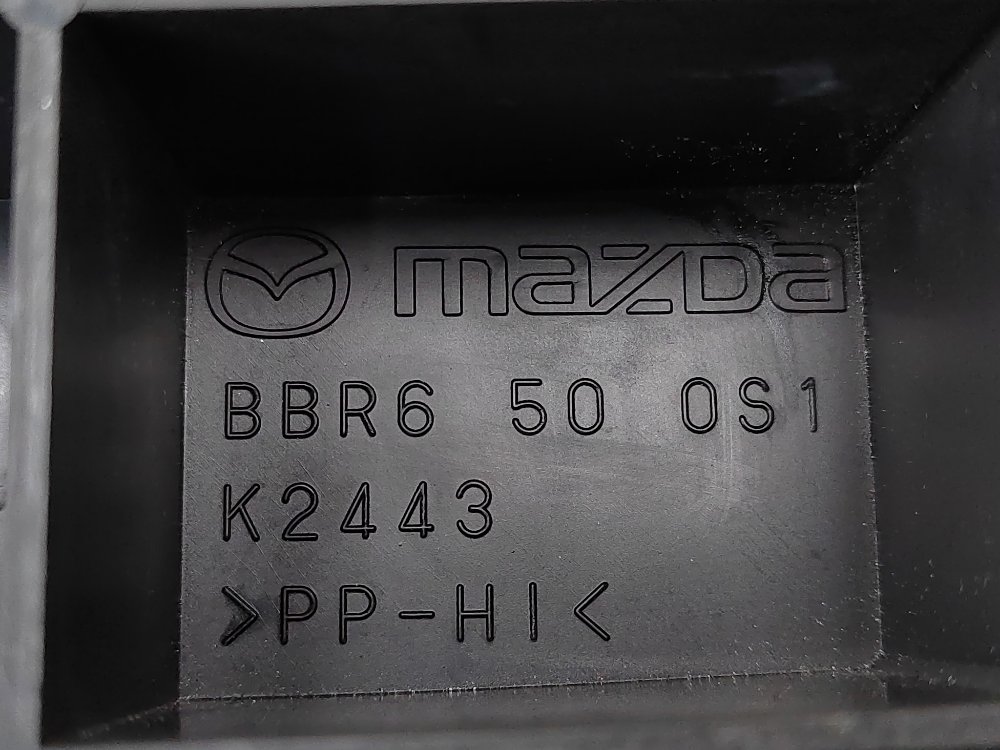 mazda
BBR6 50 0S1
K2443
>PP-HI<